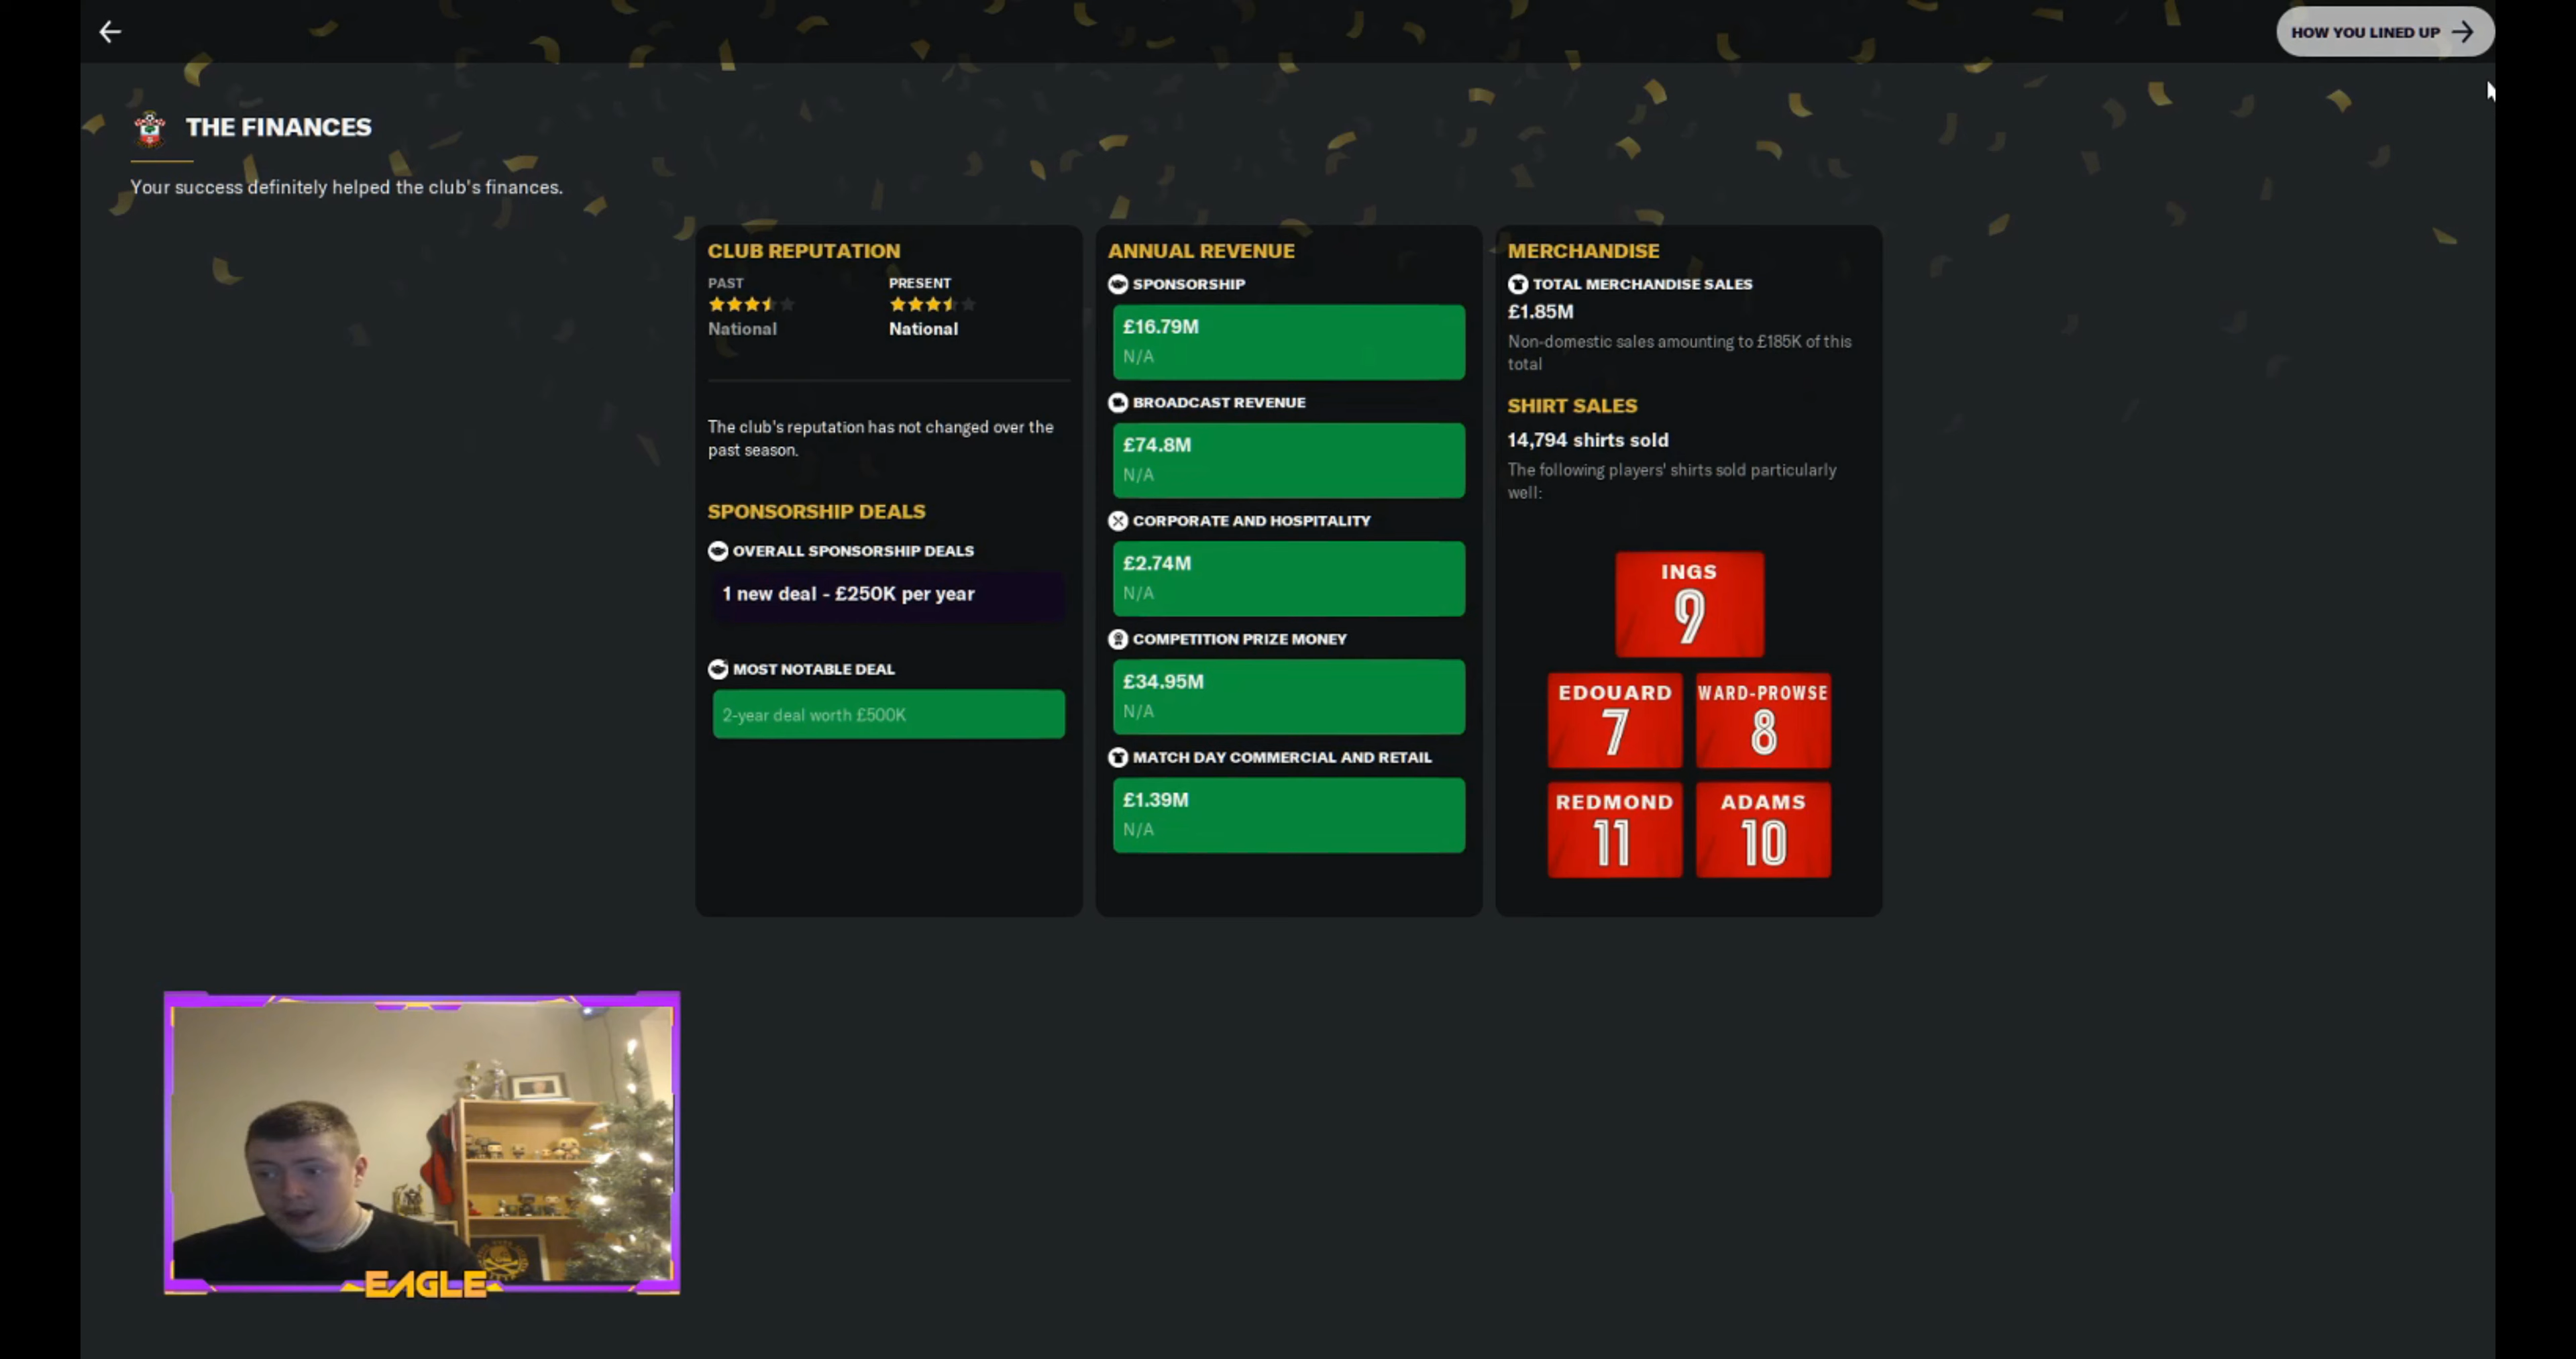 HOW YOU LINED UP
THE FINANCES
Your success definitely helped the club's finances.
CLUB REPUTATION
PAST
PRESENT
National
National
The club's reputation has not changed over the
past season.
SPONSORSHIP DEALS
OVERALL SPONSORSHIP DEALS
1 new deal - £250K per year
MOST NOTABLE DEAL
2-year deal worth £500K
ANNUAL REVENUE
SPONSORSHIP
£16.79M
N/A
BROADCAST REVENUE
£74.8M
N/A
CORPORATE AND HOSPITALITY
£2.74M
N/A
COMPETITION PRIZE MONEY
£34.95M
N/A
MATCH DAY COMMERCIAL AND RETAIL
£1.39M
N/A
MERCHANDISE
TOTAL MERCHANDISE SALES
£1.85M
Non-domestic sales amounting to £185K of this
total
SHIRT SALES
14,794 shirts sold
The following players' shirts sold particularly
well:
INGS
9
EDOUARD
7
WARD-PROWSE
8
REDMOND
11
ADAMS
10
EAGLE